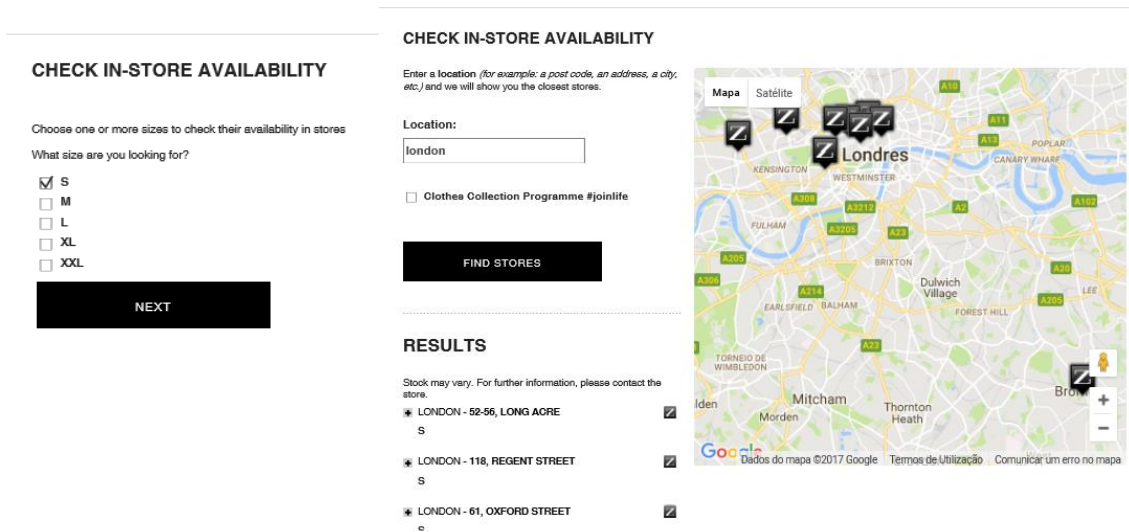 CHECK IN-STORE AVAILABILITY
Choose one or more sizes to check their availability in stores
What size are you looking for?
S
M
L
XL
XXL
NEXT
CHECK IN-STORE AVAILABILITY
Enter a location (for example: a post code, an address, a city,
etc.) and we will show you the closest stores.
Location:
london
Clothes Collection Programme #joinlife
FIND STORES
RESULTS
Stock may vary. For further information, please contact the
store.
LONDON - 52-56, LONG ACRE
S
LONDON - 118, REGENT STREET
S
LONDON - 61, OXFORD STREET
S
Mapa Satélite
A10
A11
A13
POPLAR
Londres
CANARY WHARF
KENSINGTON
WESTMINSTER
A308
A3212
A2
A102
FULHAM
A3205
A23
A205
BRIXTON
A20
A306
A214
Dulwich
Village
A205
LEE
EARLSFIELD
BALHAM
FOREST HILL
A23
TORNEIO DE
WIMBLEDON
Mitcham
Morden
Thornton
Heath
Google
Dados do mapa ©2017 Google Termos de Utilização Comunicar um erro no mapa